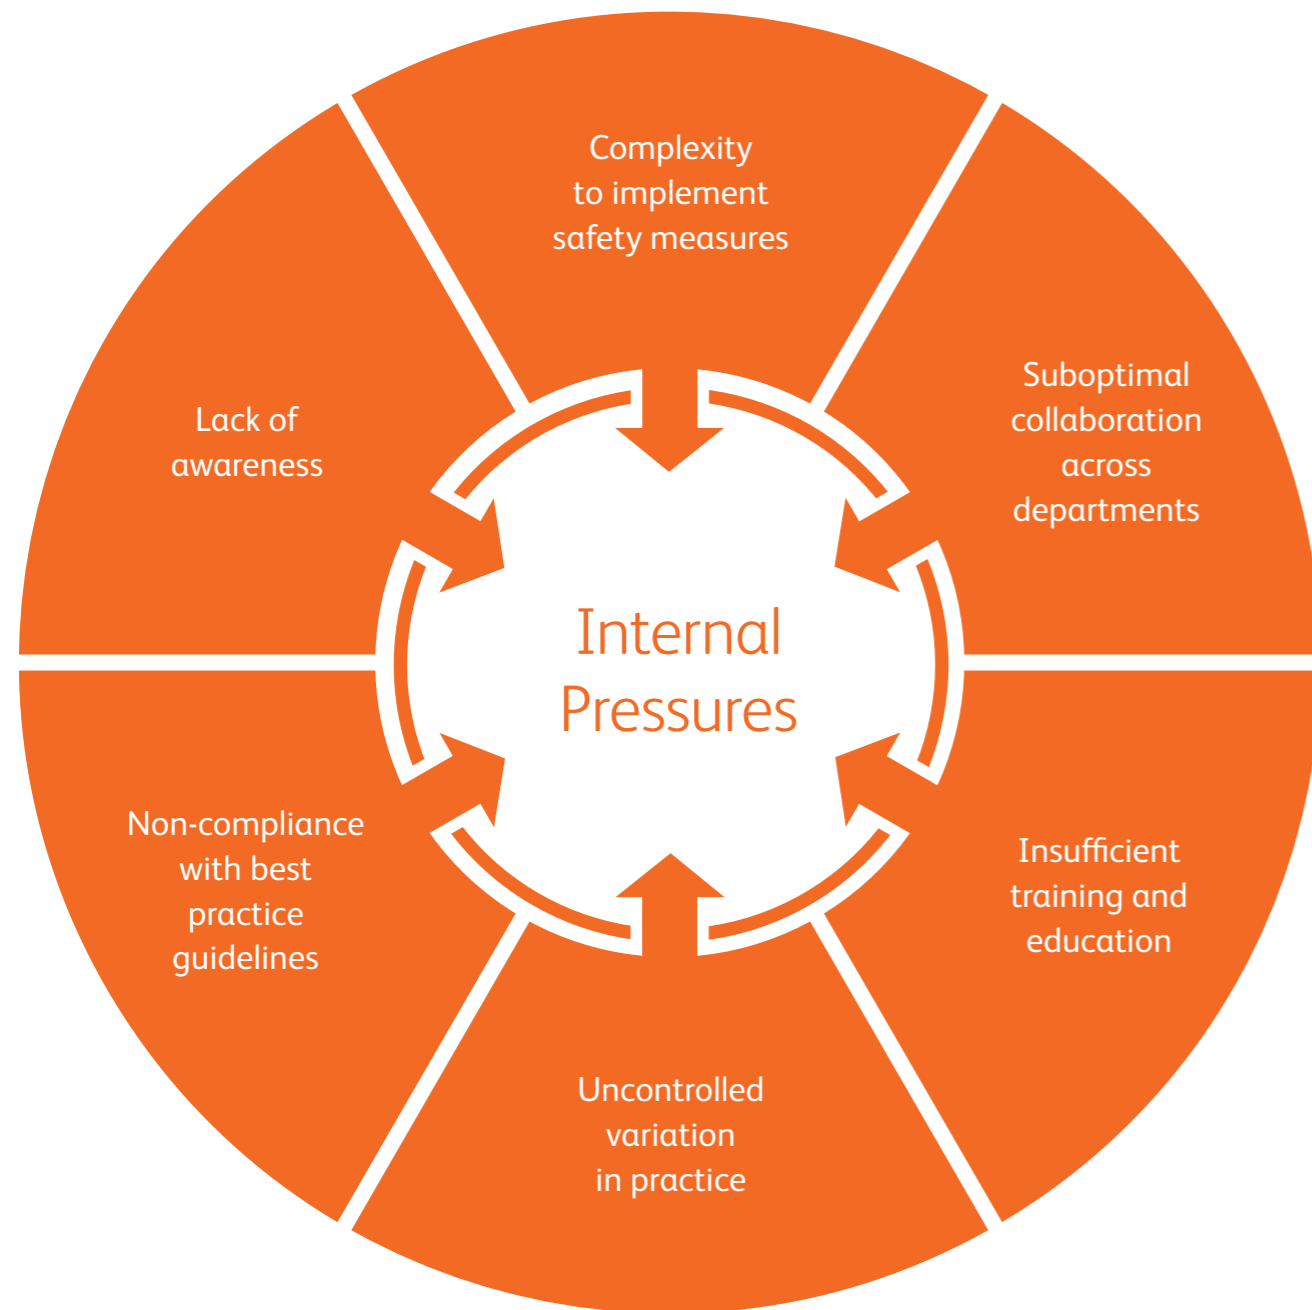 Complexity
to implement
safety measures
Suboptimal
collaboration
across
departments
Insufficient
training and
education
Uncontrolled
variation
in practice
Non-compliance
with best
practice
guidelines
Lack of
awareness
Internal
Pressures